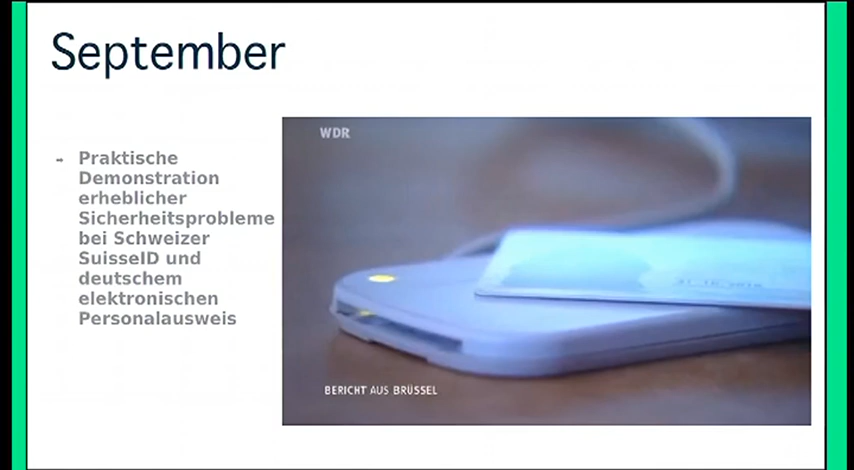 September
- Praktische
Demonstration
erheblicher
Sicherheitsprobleme
bei Schweizer
SuisseID und
deutschem
elektronischen
Personalausweis
WDR
BERICHT AUS BRÜSSEL